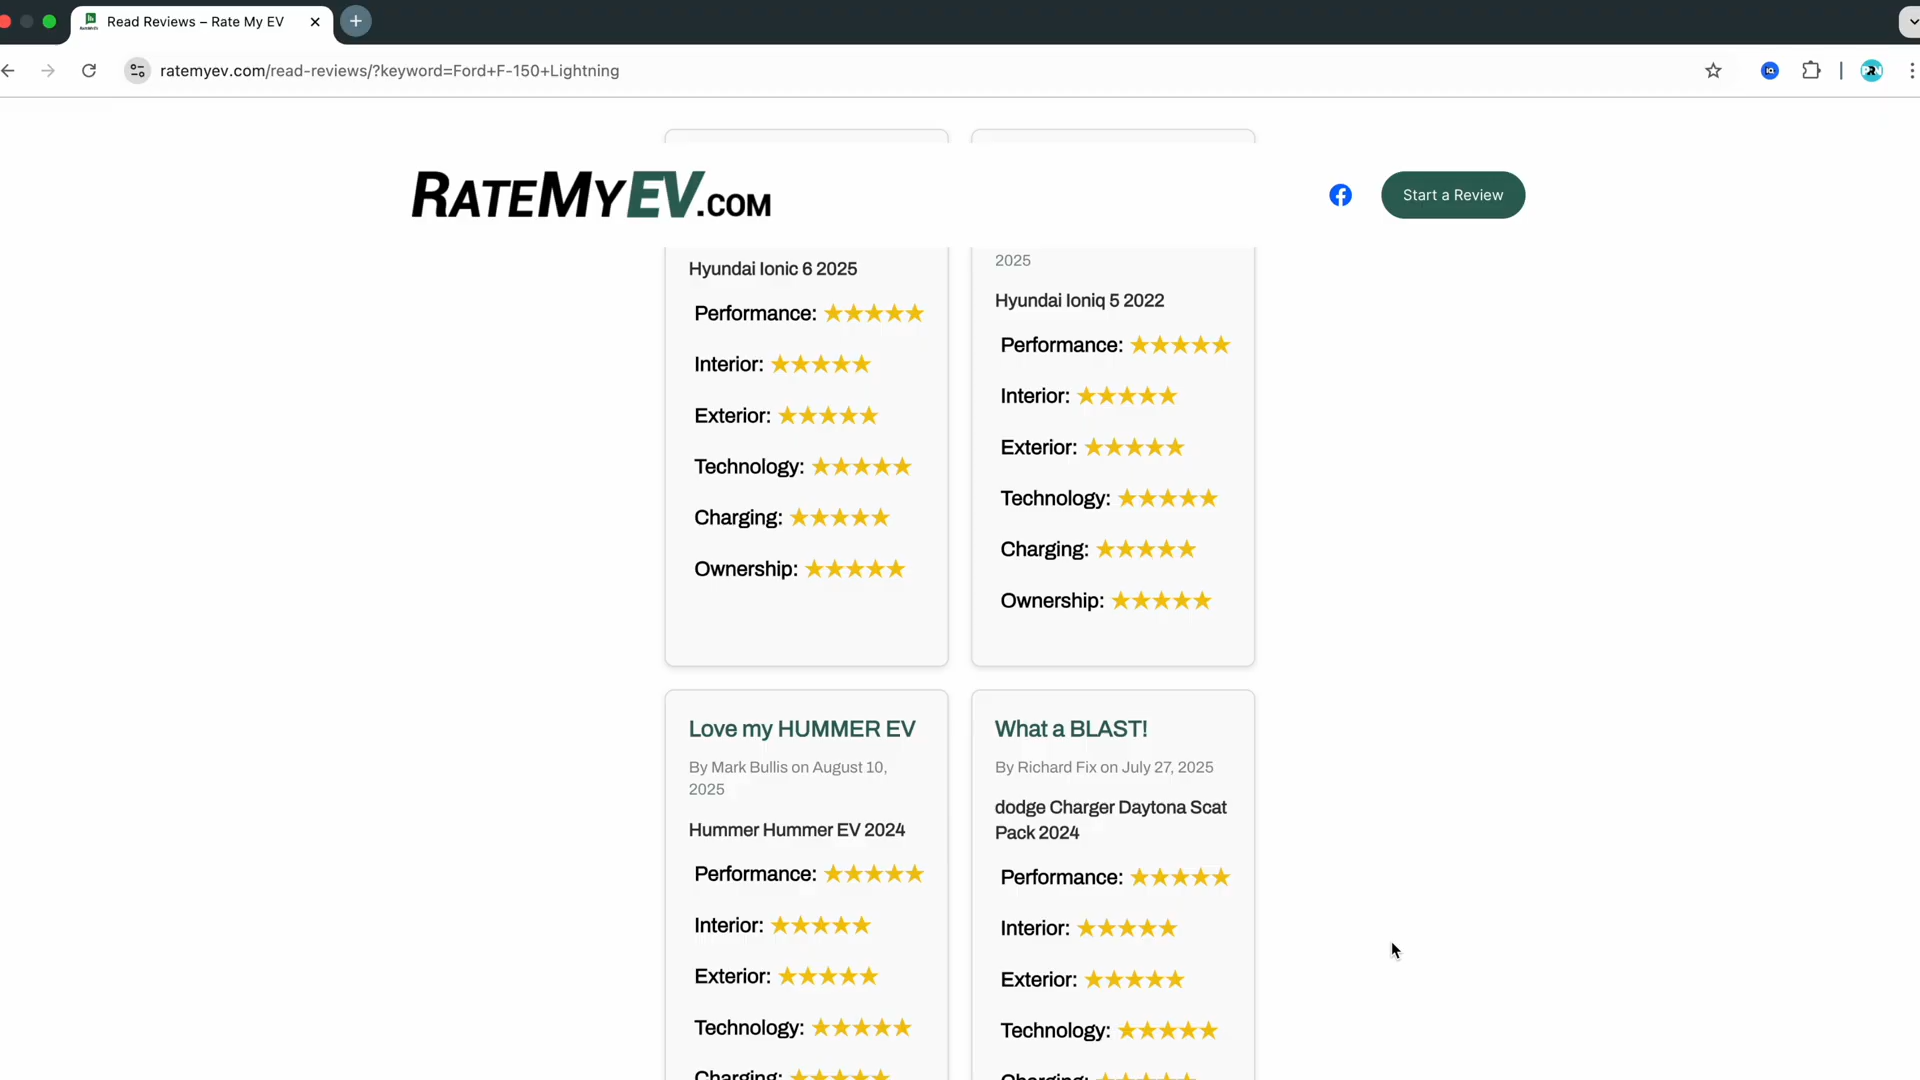 Read Reviews – Rate My EV
ratemyev.com/read-reviews/?keyword=Ford+F-150+Lightning
RATEMYEV.COM
Start a Review
Hyundai Ionic 6 2025
Performance: ★★★★★
Interior: ★★★★★
Exterior: ★★★★★
Technology: ★★★★★
Charging: ★★★★★
Ownership: ★★★★★
2025
Hyundai Ioniq 5 2022
Performance: ★★★★★
Interior: ★★★★★
Exterior: ★★★★★
Technology: ★★★★★
Charging: ★★★★★
Ownership: ★★★★★
Love my HUMMER EV
By Mark Bullis on August 10,
2025
Hummer Hummer EV 2024
Performance: ★★★★★
Interior: ★★★★★
Exterior: ★★★★★
Technology: ★★★★★
Charging: ★★★★★
What a BLAST!
By Richard Fix on July 27, 2025
dodge Charger Daytona Scat
Pack 2024
Performance: ★★★★★
Interior: ★★★★★
Exterior: ★★★★★
Technology: ★★★★★
Charging: ★★★★★